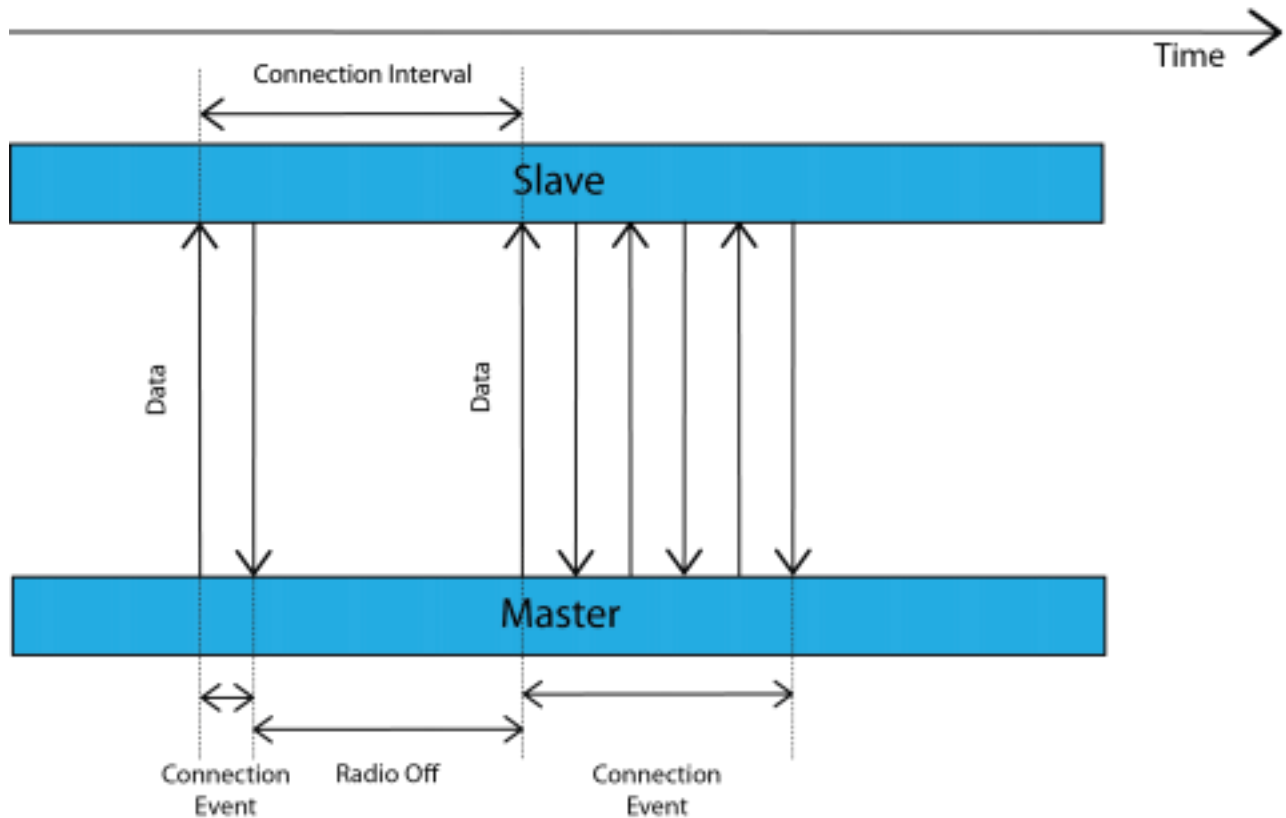 Time
Connection Interval
Slave
Data
Data
Master
Connection
Event
Radio Off
Connection
Event